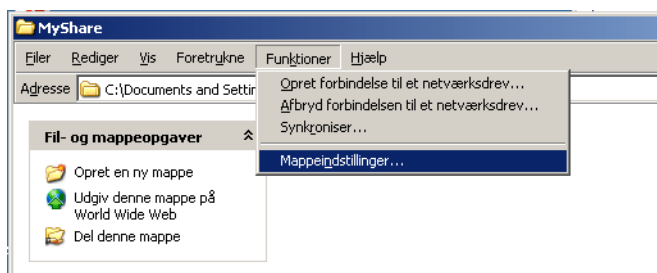 MyShare
Filer Rediger Vis Foretrukne Funktioner Hjælp
Adresse C:\Documents and Settin
Opret forbindelse til et netværksdrev...
Afbryd forbindelsen til et netværksdrev...
Synkroniser...
Mappeindstillinger...
Fil- og mappeopgaver
Opret en ny mappe
Udgiv denne mappe på
World Wide Web
Del denne mappe